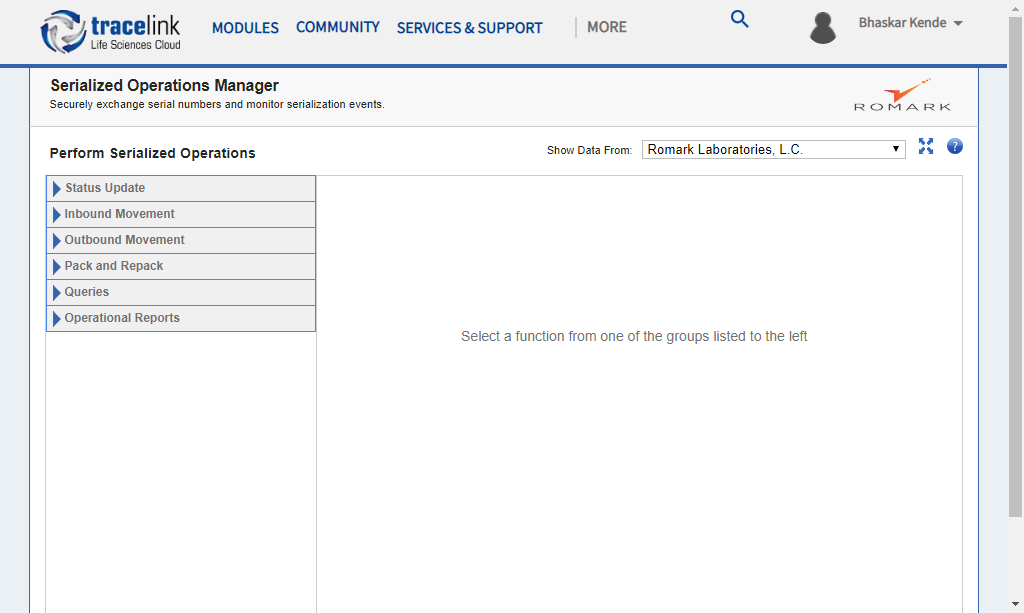 tracelink
Life Sciences Cloud
MODULES COMMUNITY SERVICES & SUPPORT MORE
Bhaskar Kende
Serialized Operations Manager
Securely exchange serial numbers and monitor serialization events.
ROMARK
Perform Serialized Operations
Show Data From: Romark Laboratories, L.C.
?
Status Update
Inbound Movement
Outbound Movement
Pack and Repack
Queries
Operational Reports
Select a function from one of the groups listed to the left